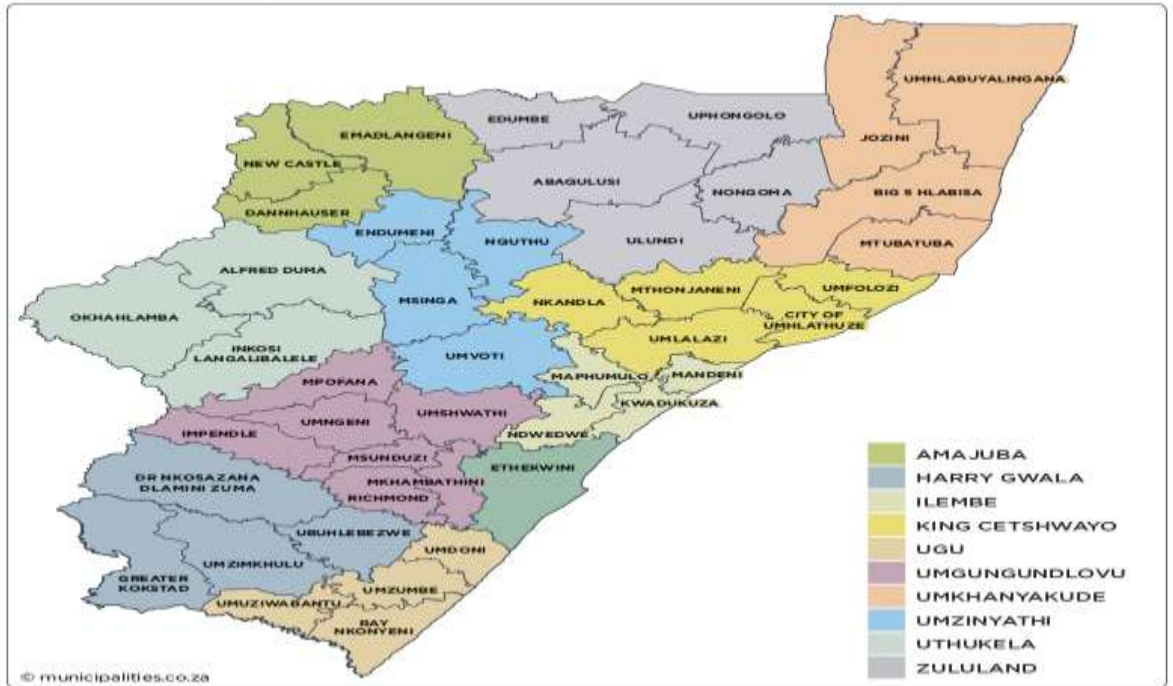 UMHLABUYALINGANA
EDUMBE
UPHONGOLO
EMADLANGENI
JOZINI
NEW CASTLE
ABAGULUSI
NONGOMA
BIG 5 HLABISA
DANNHAUSER
ENDUMENI
NGUTHU
ULUNDI
MTUBATUBA
ALFRED DUMA
MSINGA
NKANDLA
MTHONJANENI
UMFOLOZI
OKHAHLAMBA
CITY OF
UMHLATHUZE
INKOSI
LANGALIBALELE
UMVOTI
UMLALAZI
MPOFANA
MAPHUMULO
MANDENI
KWADUKUZA
UMSHWATHI
UMNGENI
IMPENDLE
NDWEDWE
MSUNDUZI
ETHEKWINI
DR NKOSAZANA
DLAMINI ZUMA
MKHAMBATHINI
RICHMOND
UBUHLEBEZWE
UMDONI
UMZIMKHULU
GREATER
KOKSTAD
UMZUMBE
UMUZIWABANTU
RAY
NKONYENI
AMAJUBA
HARRY GWALA
ILEMBE
KING CETSHWAYO
UGU
UMGUNGUNDLOVU
UMKHANYAKUDE
UMZINYATHI
UTHUKELA
ZULULAND
© municipalities.co.za